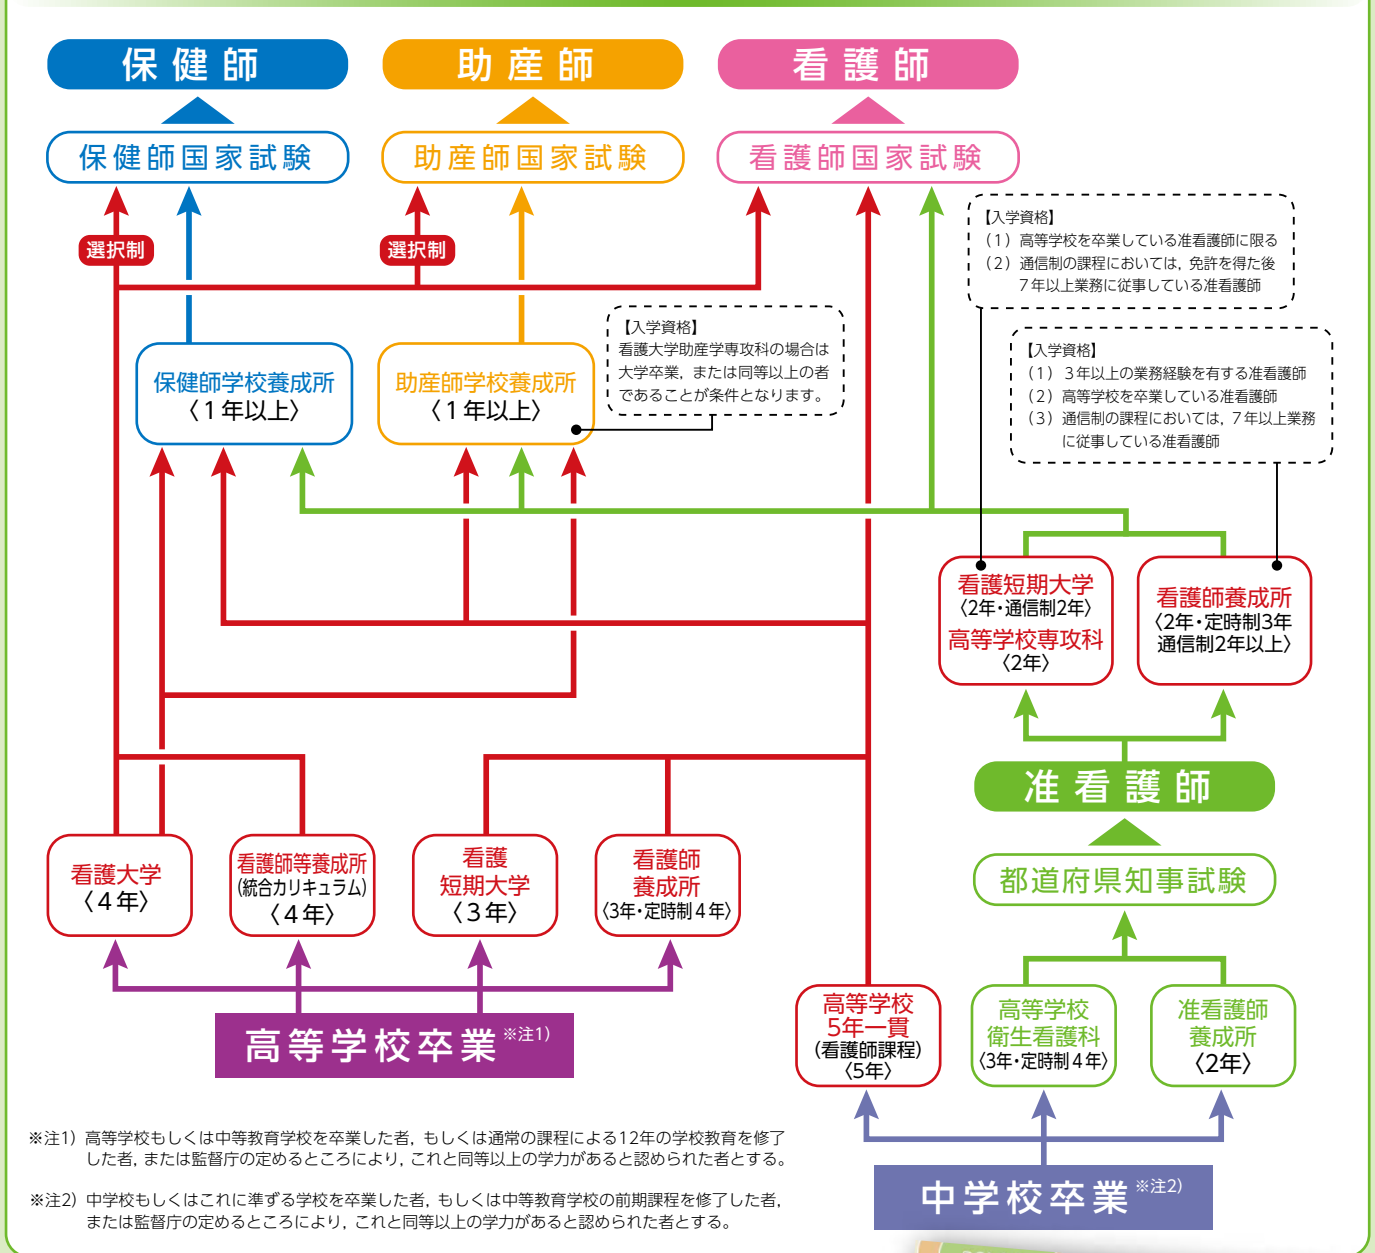 保健師
助産師
看護師
保健師国家試験
助産師国家試験
看護師国家試験
選択制
選択制
【入学資格】
（1）高等学校を卒業している准看護師に限る
（2）通信制の課程においては，免許を得た後
7年以上業務に従事している准看護師
【入学資格】
看護大学助産学専攻科の場合は
大学卒業，または同等以上の者
であることが条件となります。
【入学資格】
（1）3年以上の業務経験を有する准看護師
（2）高等学校を卒業している准看護師
（3）通信制の課程においては，7年以上業務
に従事している准看護師
保健師学校養成所
〈1年以上〉
助産師学校養成所
〈1年以上〉
看護短期大学
〈2年・通信制2年〉
高等学校専攻科
〈2年〉
看護師養成所
〈2年・定時制3年
通信制2年以上〉
准看護師
都道府県知事試験
看護大学
〈4年〉
看護師等養成所
(統合カリキュラム)
〈4年〉
看護
短期大学
〈3年〉
看護師
養成所
〈3年・定時制4年〉
高等学校
5年一貫
(看護師課程)
〈5年〉
高等学校
衛生看護科
〈3年・定時制4年〉
准看護師
養成所
〈2年〉
高等学校卒業 ※注1)
中学校卒業 ※注2)
※注1) 高等学校もしくは中等教育学校を卒業した者，もしくは通常の課程による12年の学校教育を修了
した者，または監督庁の定めるところにより，これと同等以上の学力があると認められた者とする。
※注2) 中学校もしくはこれに準ずる学校を卒業した者，もしくは中等教育学校の前期課程を修了した者，
または監督庁の定めるところにより，これと同等以上の学力があると認められた者とする。